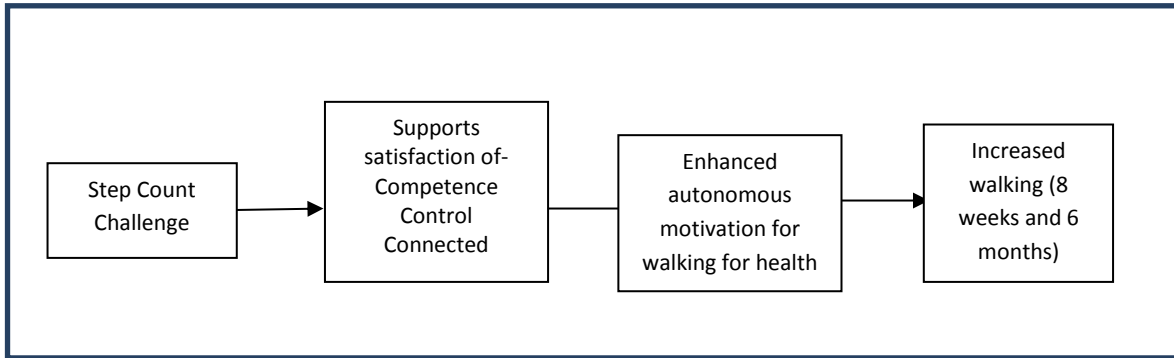 Step Count
Challenge
Supports
satisfaction of-
Competence
Control
Connected
Enhanced
autonomous
motivation for
walking for health
Increased
walking (8
weeks and 6
months)